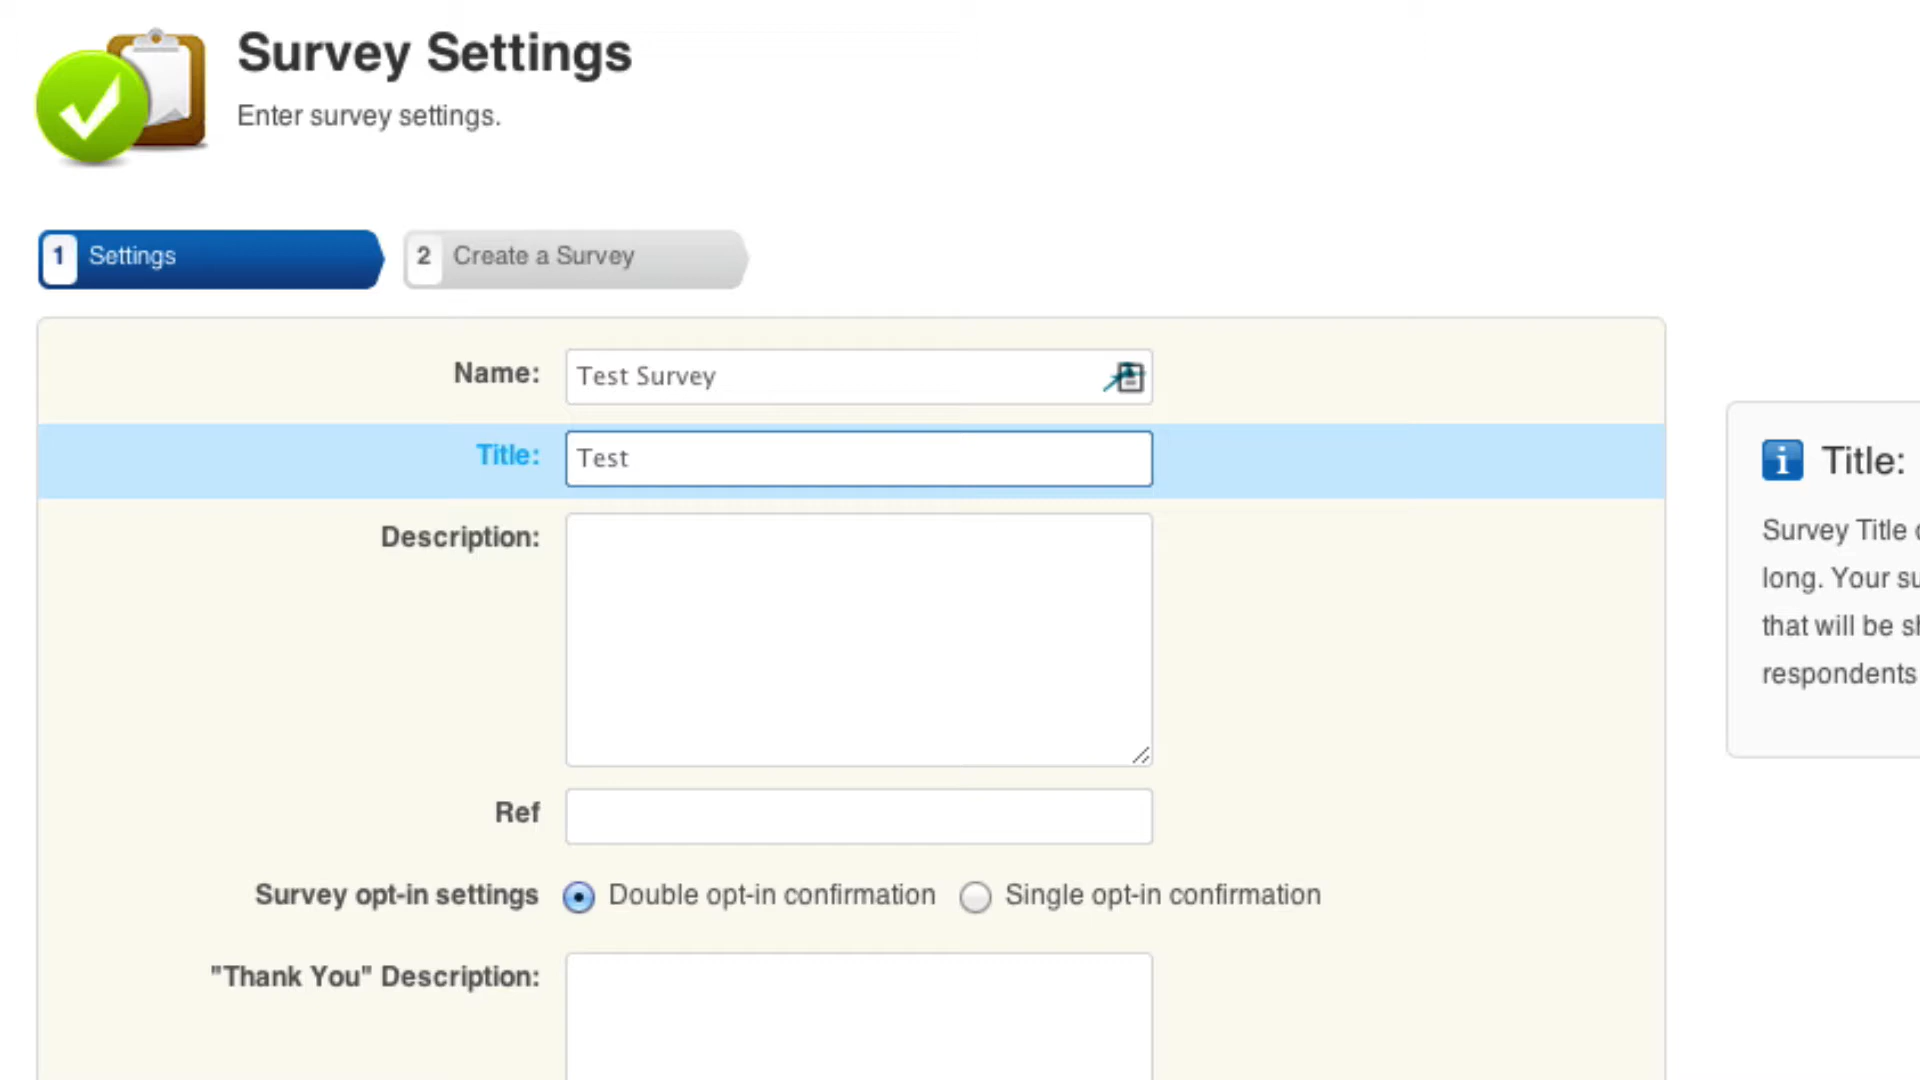 Survey Settings
Enter survey settings.
1 Settings
2 Create a Survey
Name: Test Survey
Title: Test
Description:
Ref
Survey opt-in settings Double opt-in confirmation Single opt-in confirmation
"Thank You" Description:
Title:
Survey Title
long. Your
that will be
respondents